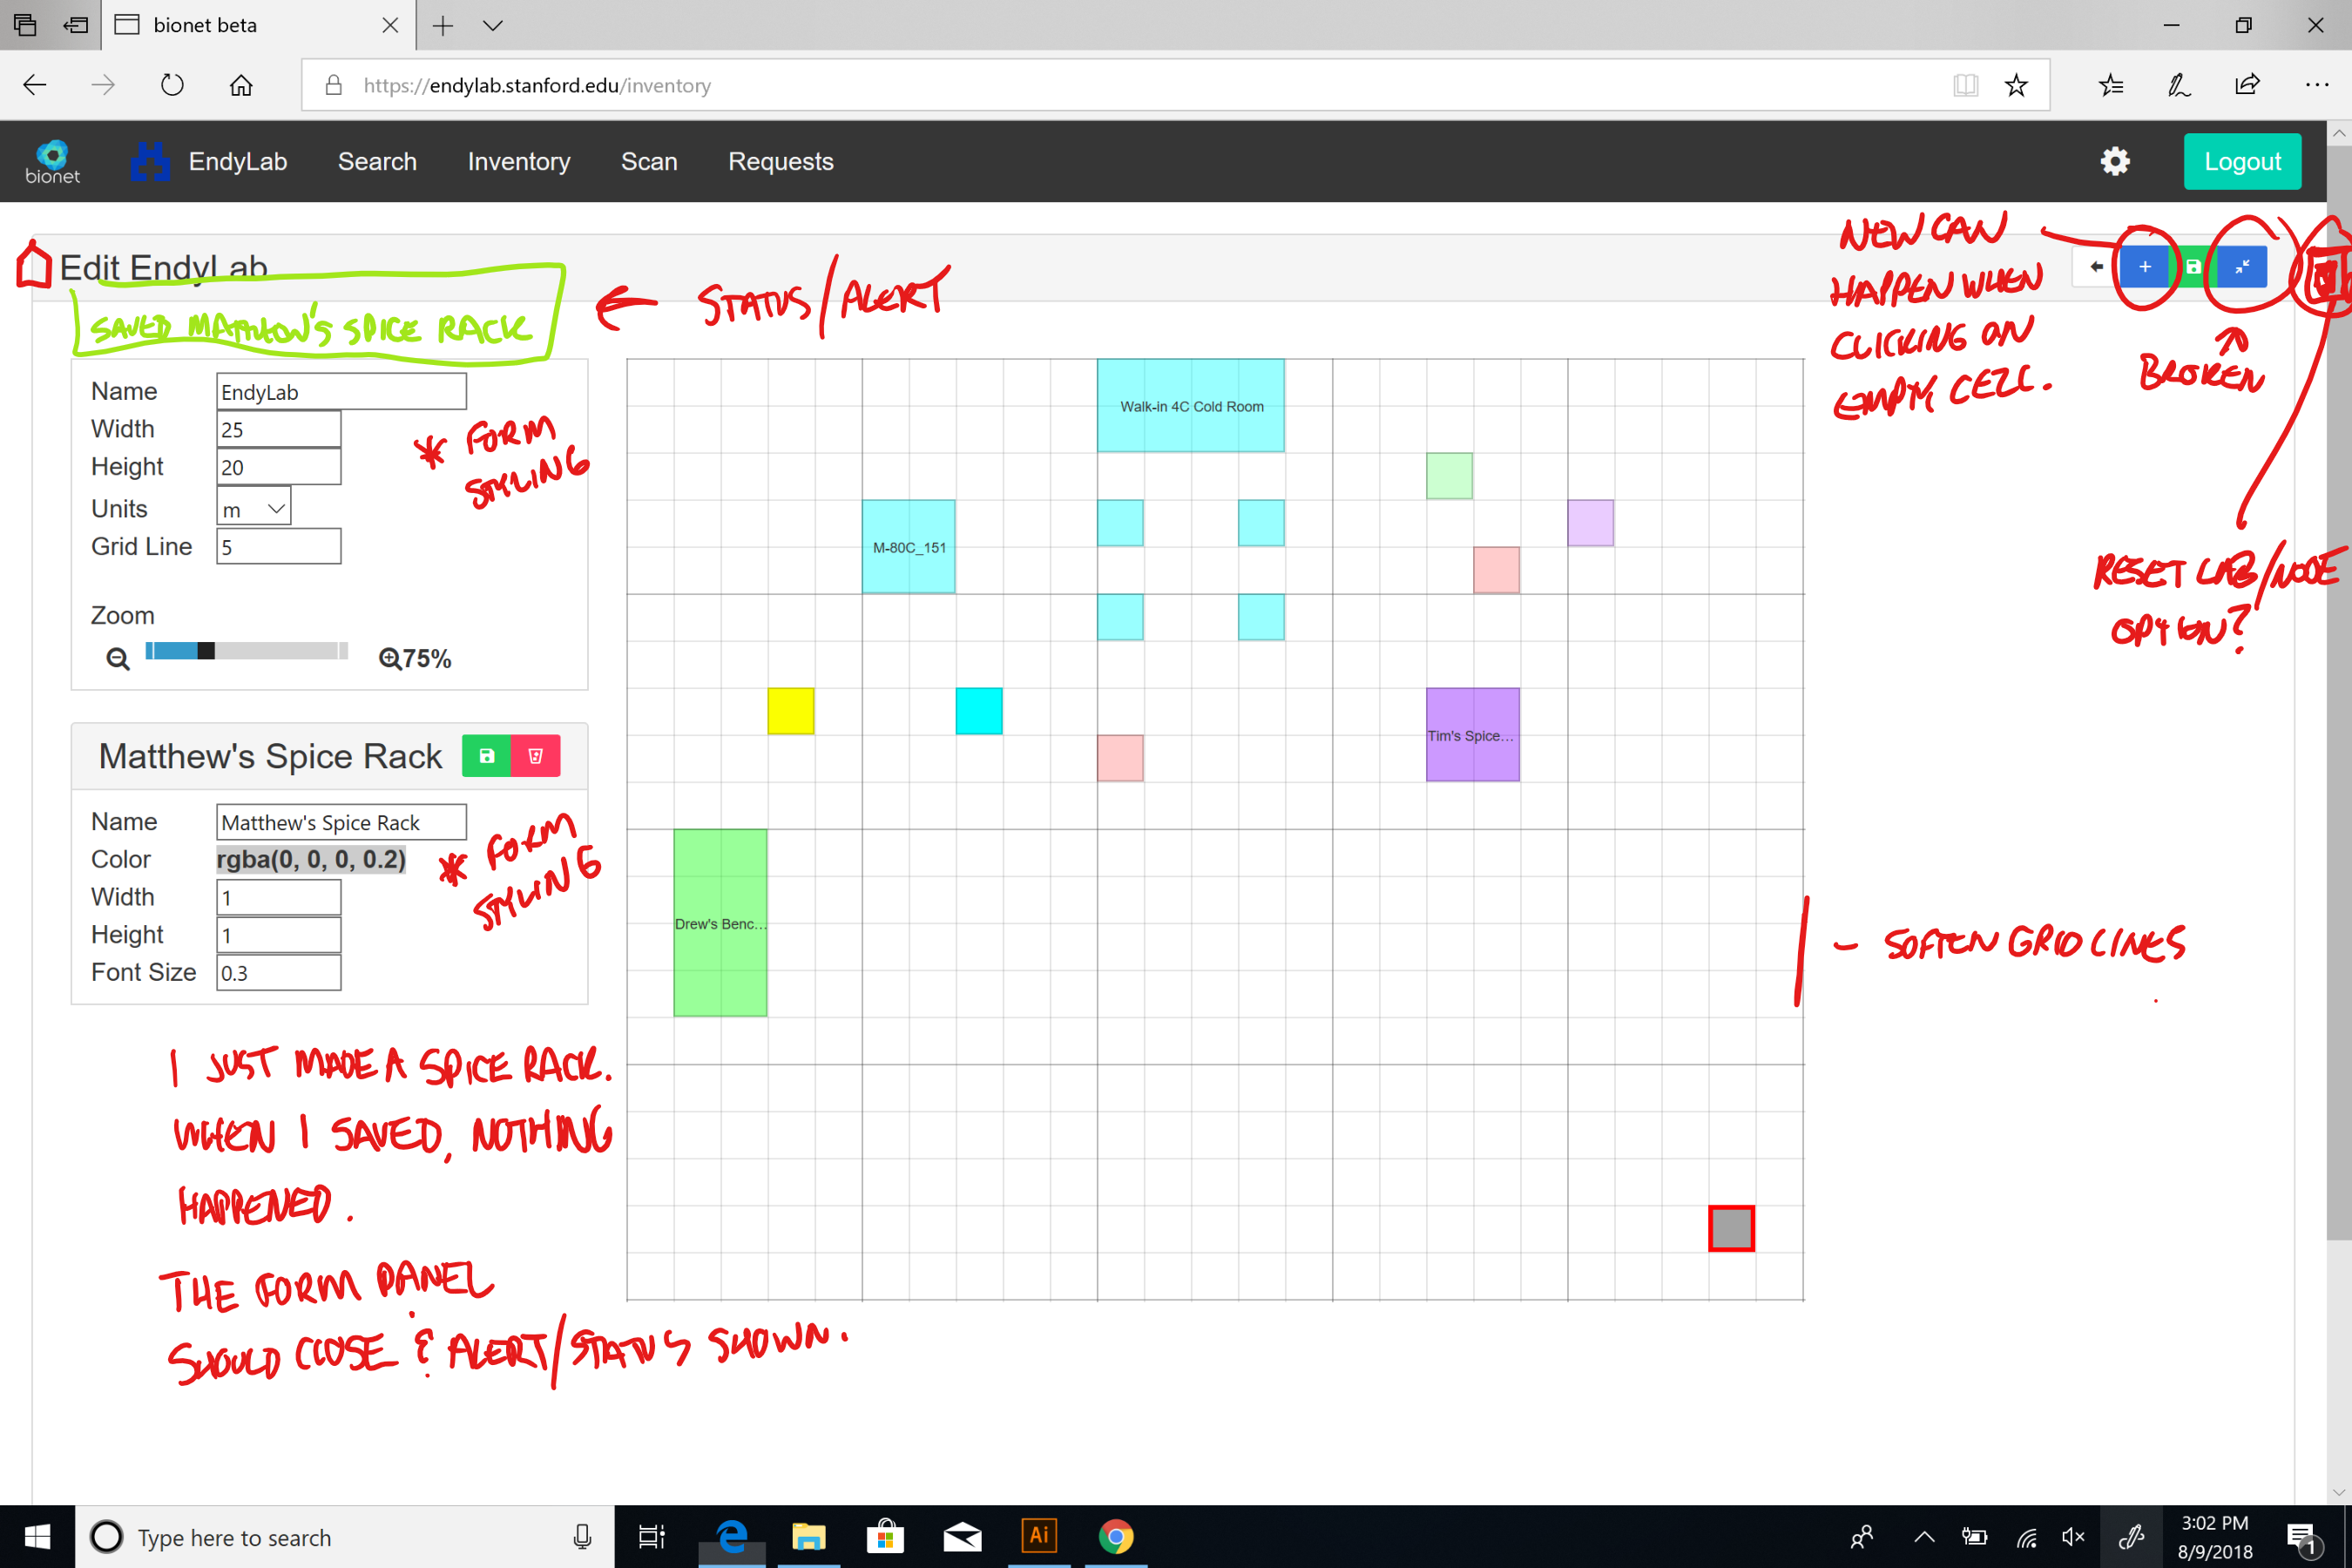 bionet beta
https://endylab.stanford.edu/inventory
bionet
EndyLab Search Inventory Scan Requests Logout
Edit EndyLab
SAVED MATTHEW'S SPICE RACK
← STATUS/ALERT
NEW CAN
HAPPEN WHEN
CLICKING ON
EMPTY CELL.
BROKEN
RESET LAB/NODE
OPTION?
Name EndyLab
Width 25
Height 20
Units m
Grid Line 5
* FORM
STYLING
Zoom
75%
Matthew's Spice Rack
Name Matthew's Spice Rack
Color rgba(0, 0, 0, 0.2)
Width 1
Height 1
Font Size 0.3
* FORM
STYLING
Walk-in 4C Cold Room
M-80C_151
Tim's Spice...
Drew's Benc...
- SOFTEN GRID LINES
I JUST MADE A SPICE RACK.
WHEN I SAVED, NOTHING
HAPPENED.
THE FORM PANEL
SHOULD CLOSE & ALERT/STATUS SHOWN.
Type here to search
Ai
3:02 PM
8/9/2018
1